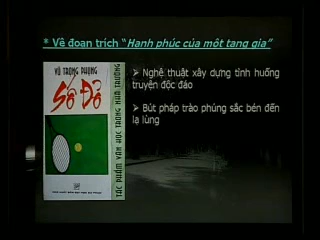 * Về đoạn trích “Hạnh phúc của một tang gia”
VŨ TRỌNG PHỤNG
Số Đỏ
TÁC PHẨM VĂN HỌC TRONG NHÀ TRƯỜNG
➢ Nghệ thuật xây dựng tình huống
truyện độc đáo
➢ Bút pháp trào phúng sắc bén đến
lạ lùng